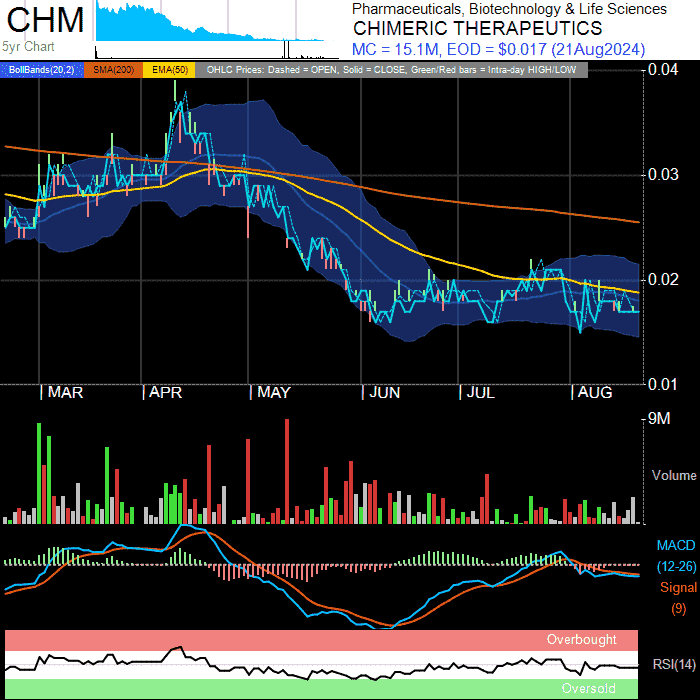 CHM
5yr Chart
Pharmaceuticals, Biotechnology & Life Sciences
CHIMERIC THERAPEUTICS
MC = 15.1M, EOD = $0.017 (21Aug2024)
BollBands(20,2) SMA(200) EMA(50) OHLC Prices: Dashed = OPEN, Solid = CLOSE, Green/Red bars = Intra-day HIGH/LOW
0.04
0.03
0.02
0.01
MAR APR MAY JUN JUL AUG
9M
Volume
MACD
(12-26)
Signal
(9)
Overbought
RSI(14)
Oversold